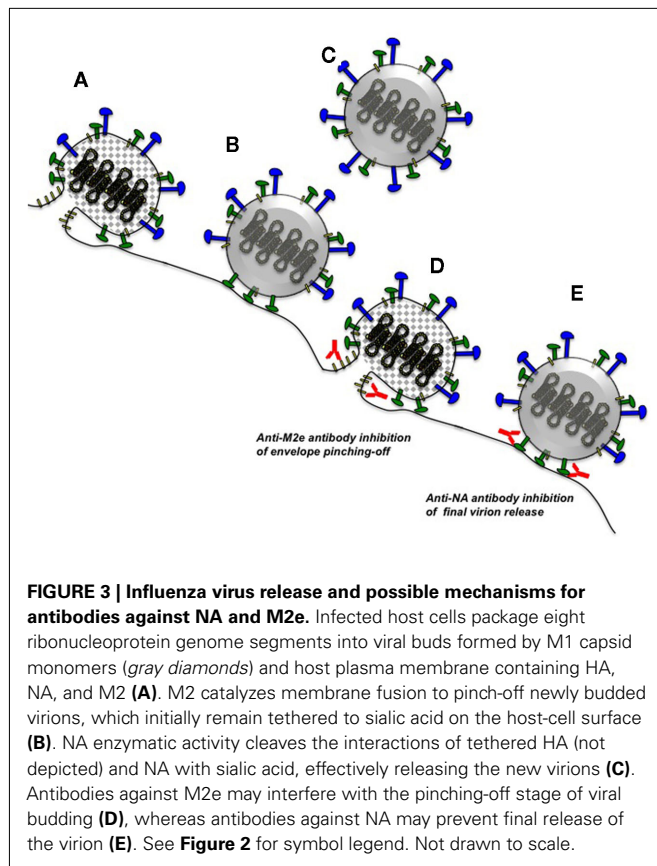 A
B
C
D
E
Anti-M2e antibody inhibition
of envelope pinching-off
Anti-NA antibody inhibition
of final virion release
FIGURE 3 | Influenza virus release and possible mechanisms for
antibodies against NA and M2e. Infected host cells package eight
ribonucleoprotein genome segments into viral buds formed by M1 capsid
monomers (gray diamonds) and host plasma membrane containing HA,
NA, and M2 (A). M2 catalyzes membrane fusion to pinch-off newly budded
virions, which initially remain tethered to sialic acid on the host-cell surface
(B). NA enzymatic activity cleaves the interactions of tethered HA (not
depicted) and NA with sialic acid, effectively releasing the new virions (C).
Antibodies against M2e may interfere with the pinching-off stage of viral
budding (D), whereas antibodies against NA may prevent final release of
the virion (E). See Figure 2 for symbol legend. Not drawn to scale.